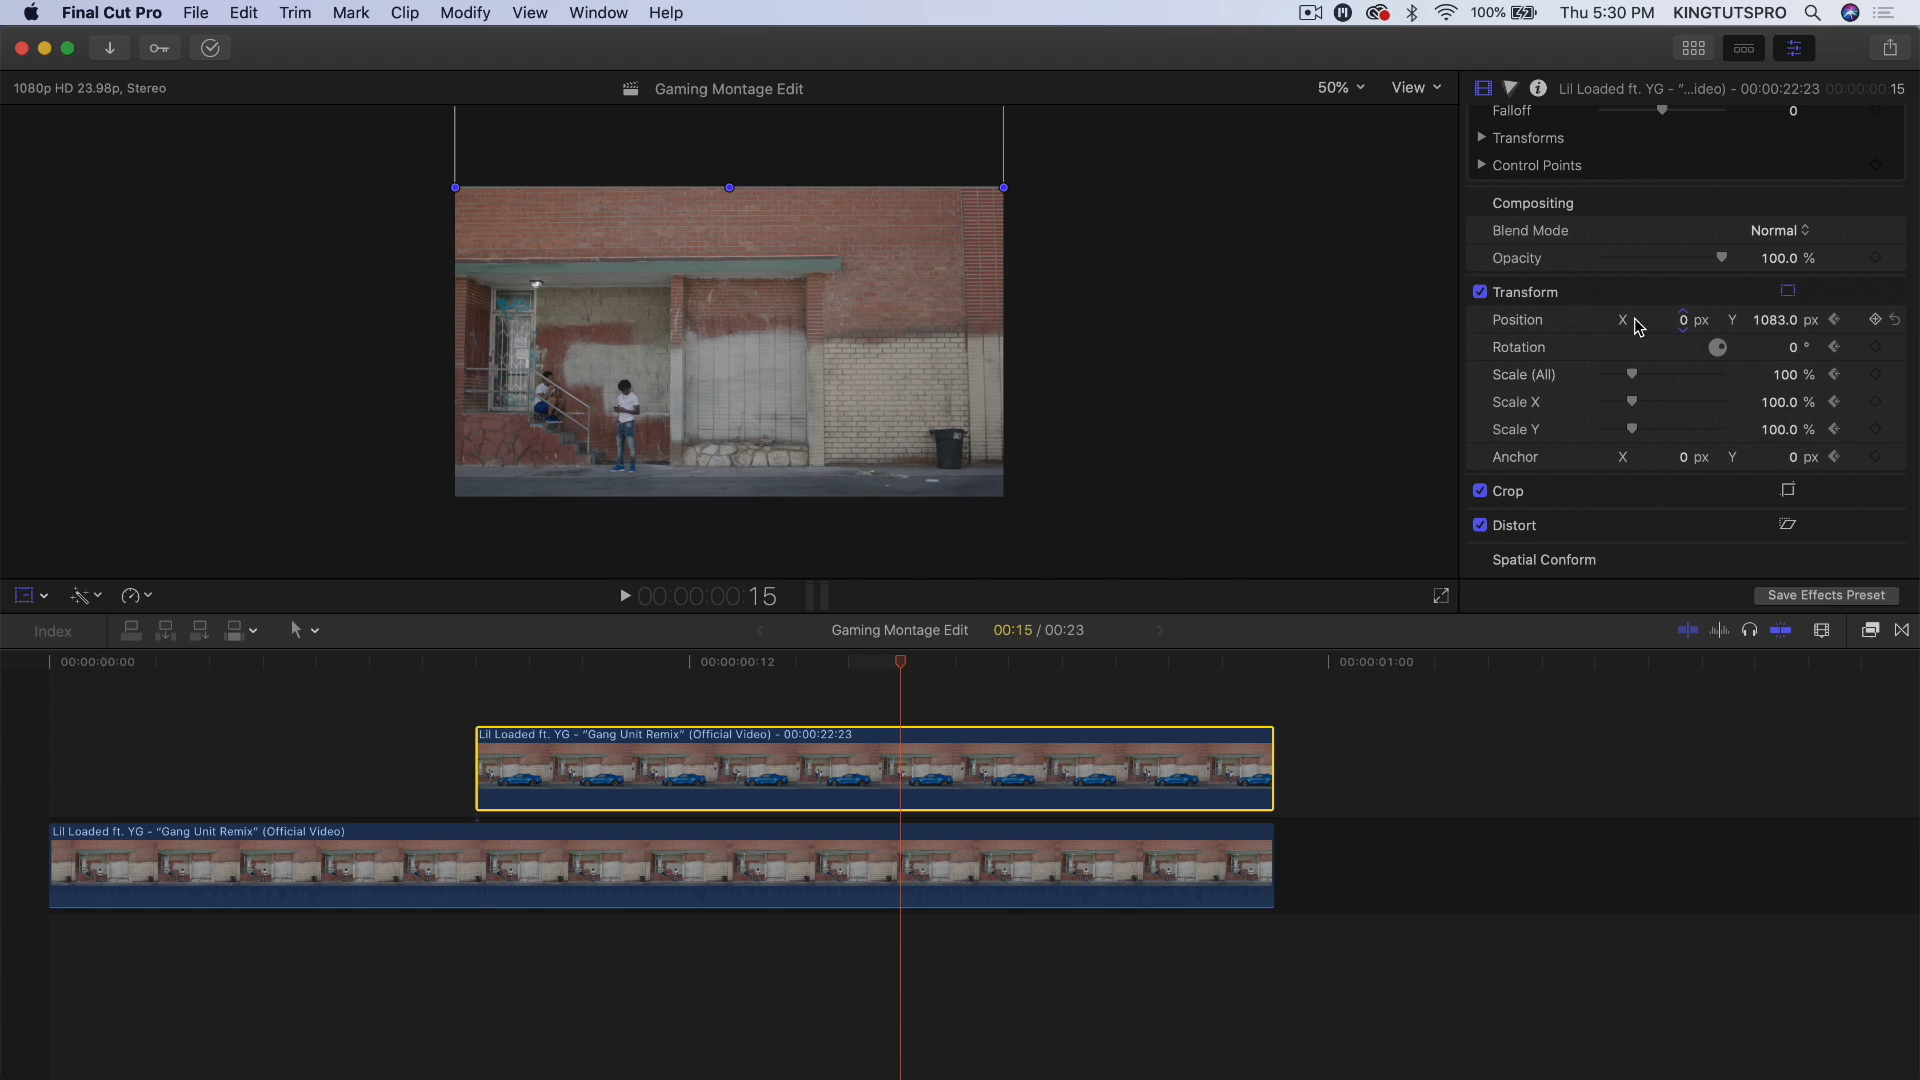 Final Cut Pro File Edit Trim Mark Clip Modify View Window Help 100% Thu 5:30 PM KINGTUTSPRO
1080p HD 23.98p, Stereo Gaming Montage Edit 50% View Lil Loaded ft. YG - "...ideo) - 00:00:22:23 00:00:00:15
Falloff 0
Transforms
Control Points
Compositing
Blend Mode Normal
Opacity 100.0 %
Transform
Position X 0 px Y 1083.0 px
Rotation 0 °
Scale (All) 100 %
Scale X 100.0 %
Scale Y 100.0 %
Anchor X 0 px Y 0 px
Crop
Distort
Spatial Conform
00:00:00:15 Save Effects Preset
Index Gaming Montage Edit 00:15 / 00:23
00:00:00:00 00:00:00:12 00:00:01:00
Lil Loaded ft. YG - "Gang Unit Remix" (Official Video) - 00:00:22:23
Lil Loaded ft. YG - "Gang Unit Remix" (Official Video)